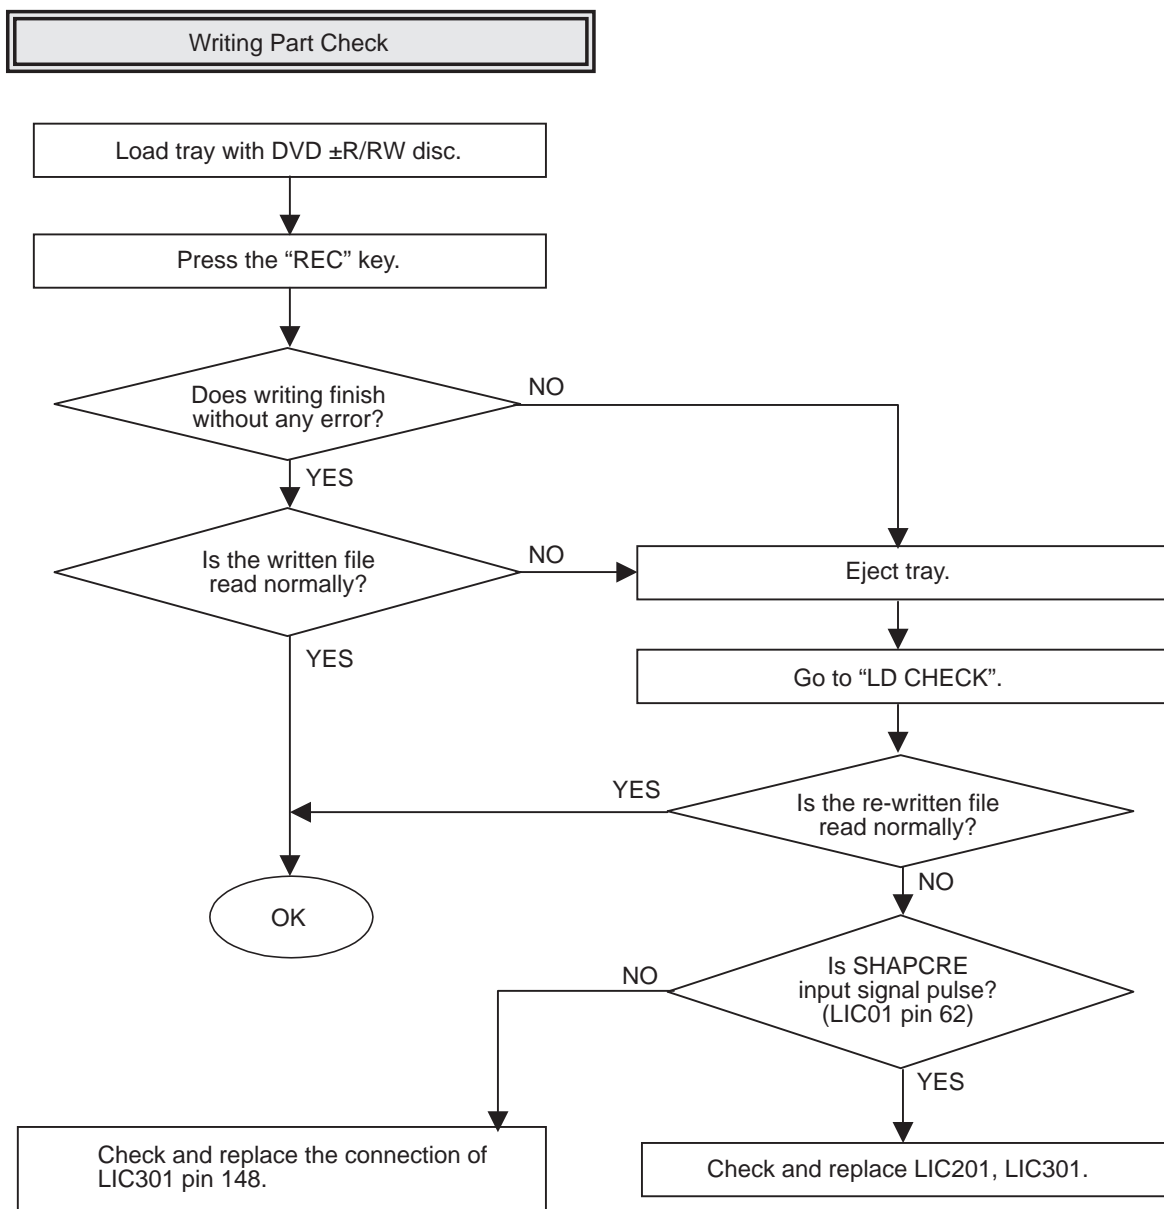 Writing Part Check
Load tray with DVD ±R/RW disc.
Press the “REC” key.
Does writing finish
without any error?
NO
YES
Is the written file
read normally?
NO
Eject tray.
YES
Go to “LD CHECK”.
YES
Is the re-written file
read normally?
NO
OK
NO
Is SHAPCRE
input signal pulse?
(LIC01 pin 62)
YES
Check and replace the connection of
LIC301 pin 148.
Check and replace LIC201, LIC301.